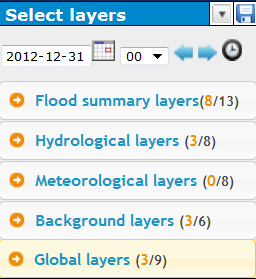 Select layers
2012-12-31 00
Flood summary layers(8/13)
Hydrological layers (3/8)
Meteorological layers (0/8)
Background layers (3/6)
Global layers (3/9)